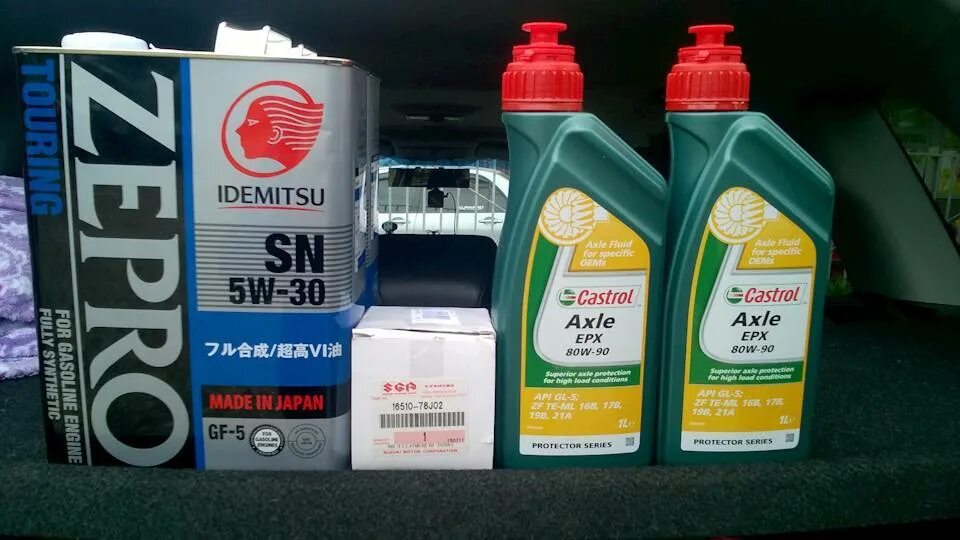 TOURING
ZEPRO
FOR GASOLINE ENGINE
FULLY SYNTHETIC
IDEMITSU
SN
5W-30
フル合成/超高VI油
MADE IN JAPAN
GF-5
FOR
GASOLINE
ENGINES
SGP
16510-78J02
1
SUZUKI MOTOR CORPORATION
Axle Fluid
for specific
OEMs
Castrol
Axle
EPX
80W-90
Superior axle protection
for high load conditions
API GL-5;
ZF TE-ML 16B, 17B,
19B, 21A
1L
PROTECTOR SERIES
Axle Fluid
for specific
OEMs
Castrol
Axle
EPX
80W-90
Superior axle protection
for high load conditions
API GL-5;
ZF TE-ML 16B, 17B,
19B, 21A
1L
PROTECTOR SERIES